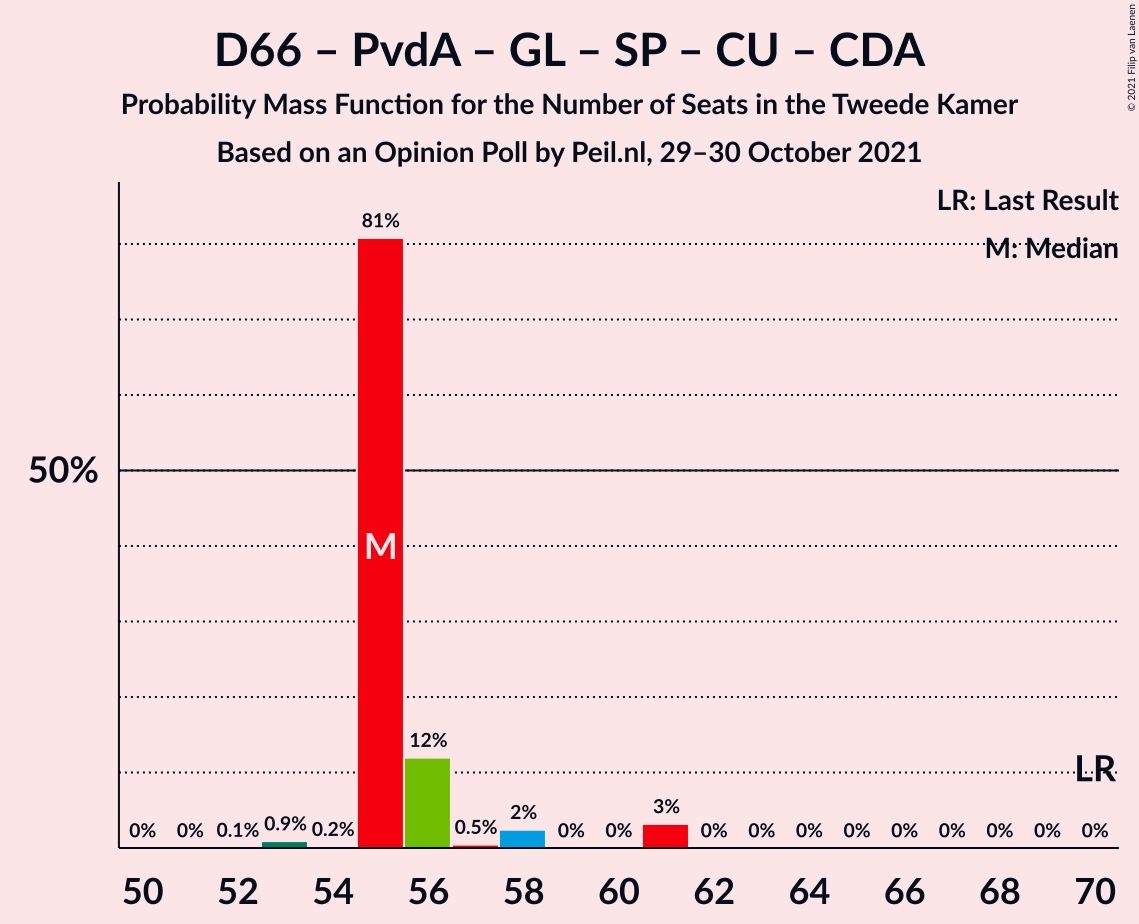 D66 – PvdA – GL – SP – CU – CDA
Probability Mass Function for the Number of Seats in the Tweede Kamer
Based on an Opinion Poll by Peil.nl, 29–30 October 2021
© 2021 Filip van Laenen
LR: Last Result
M: Median
50%
0% 0% 0.1% 0.9% 0.2% 81% 12% 0.5% 2% 0% 0% 3% 0% 0% 0% 0% 0% 0% 0% 0% 0%
M
LR
50 52 54 56 58 60 62 64 66 68 70